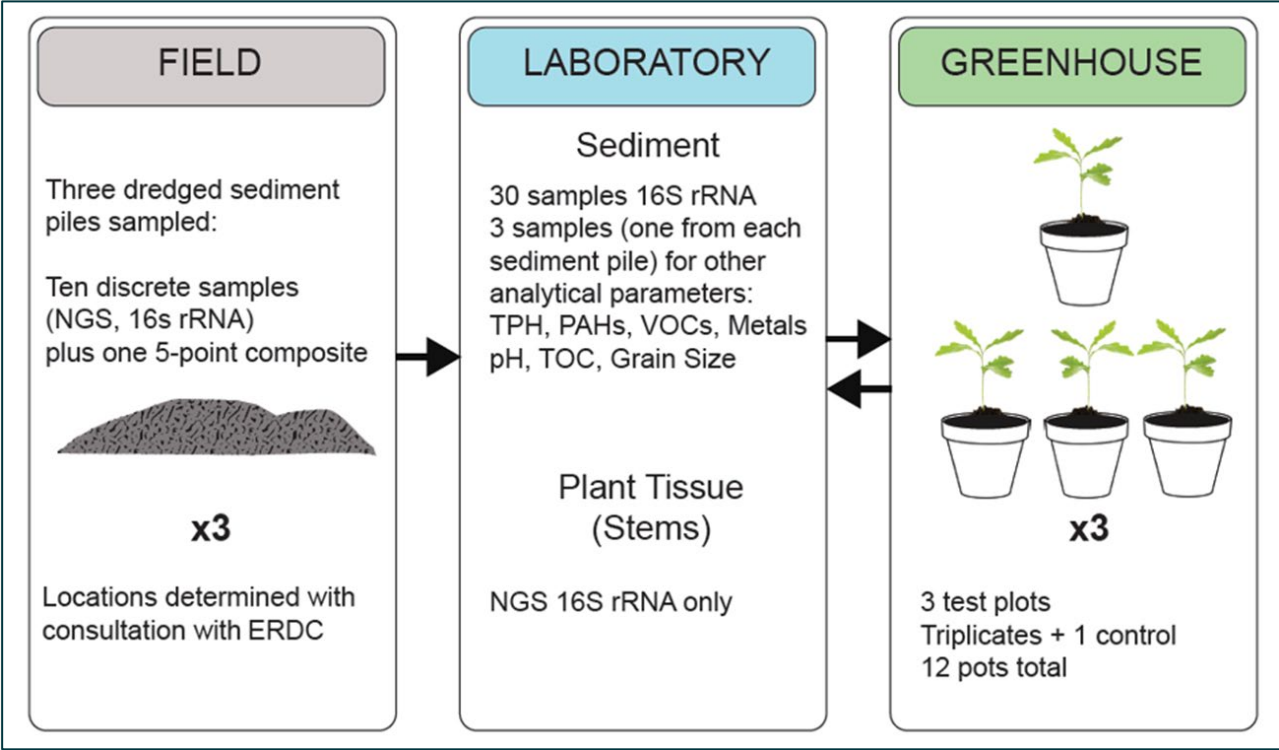 FIELD
Three dredged sediment
piles sampled:
Ten discrete samples
(NGS, 16s rRNA)
plus one 5-point composite
x3
Locations determined with
consultation with ERDC
LABORATORY
Sediment
30 samples 16S rRNA
3 samples (one from each
sediment pile) for other
analytical parameters:
TPH, PAHs, VOCs, Metals
pH, TOC, Grain Size
Plant Tissue
(Stems)
NGS 16S rRNA only
GREENHOUSE
x3
3 test plots
Triplicates + 1 control
12 pots total